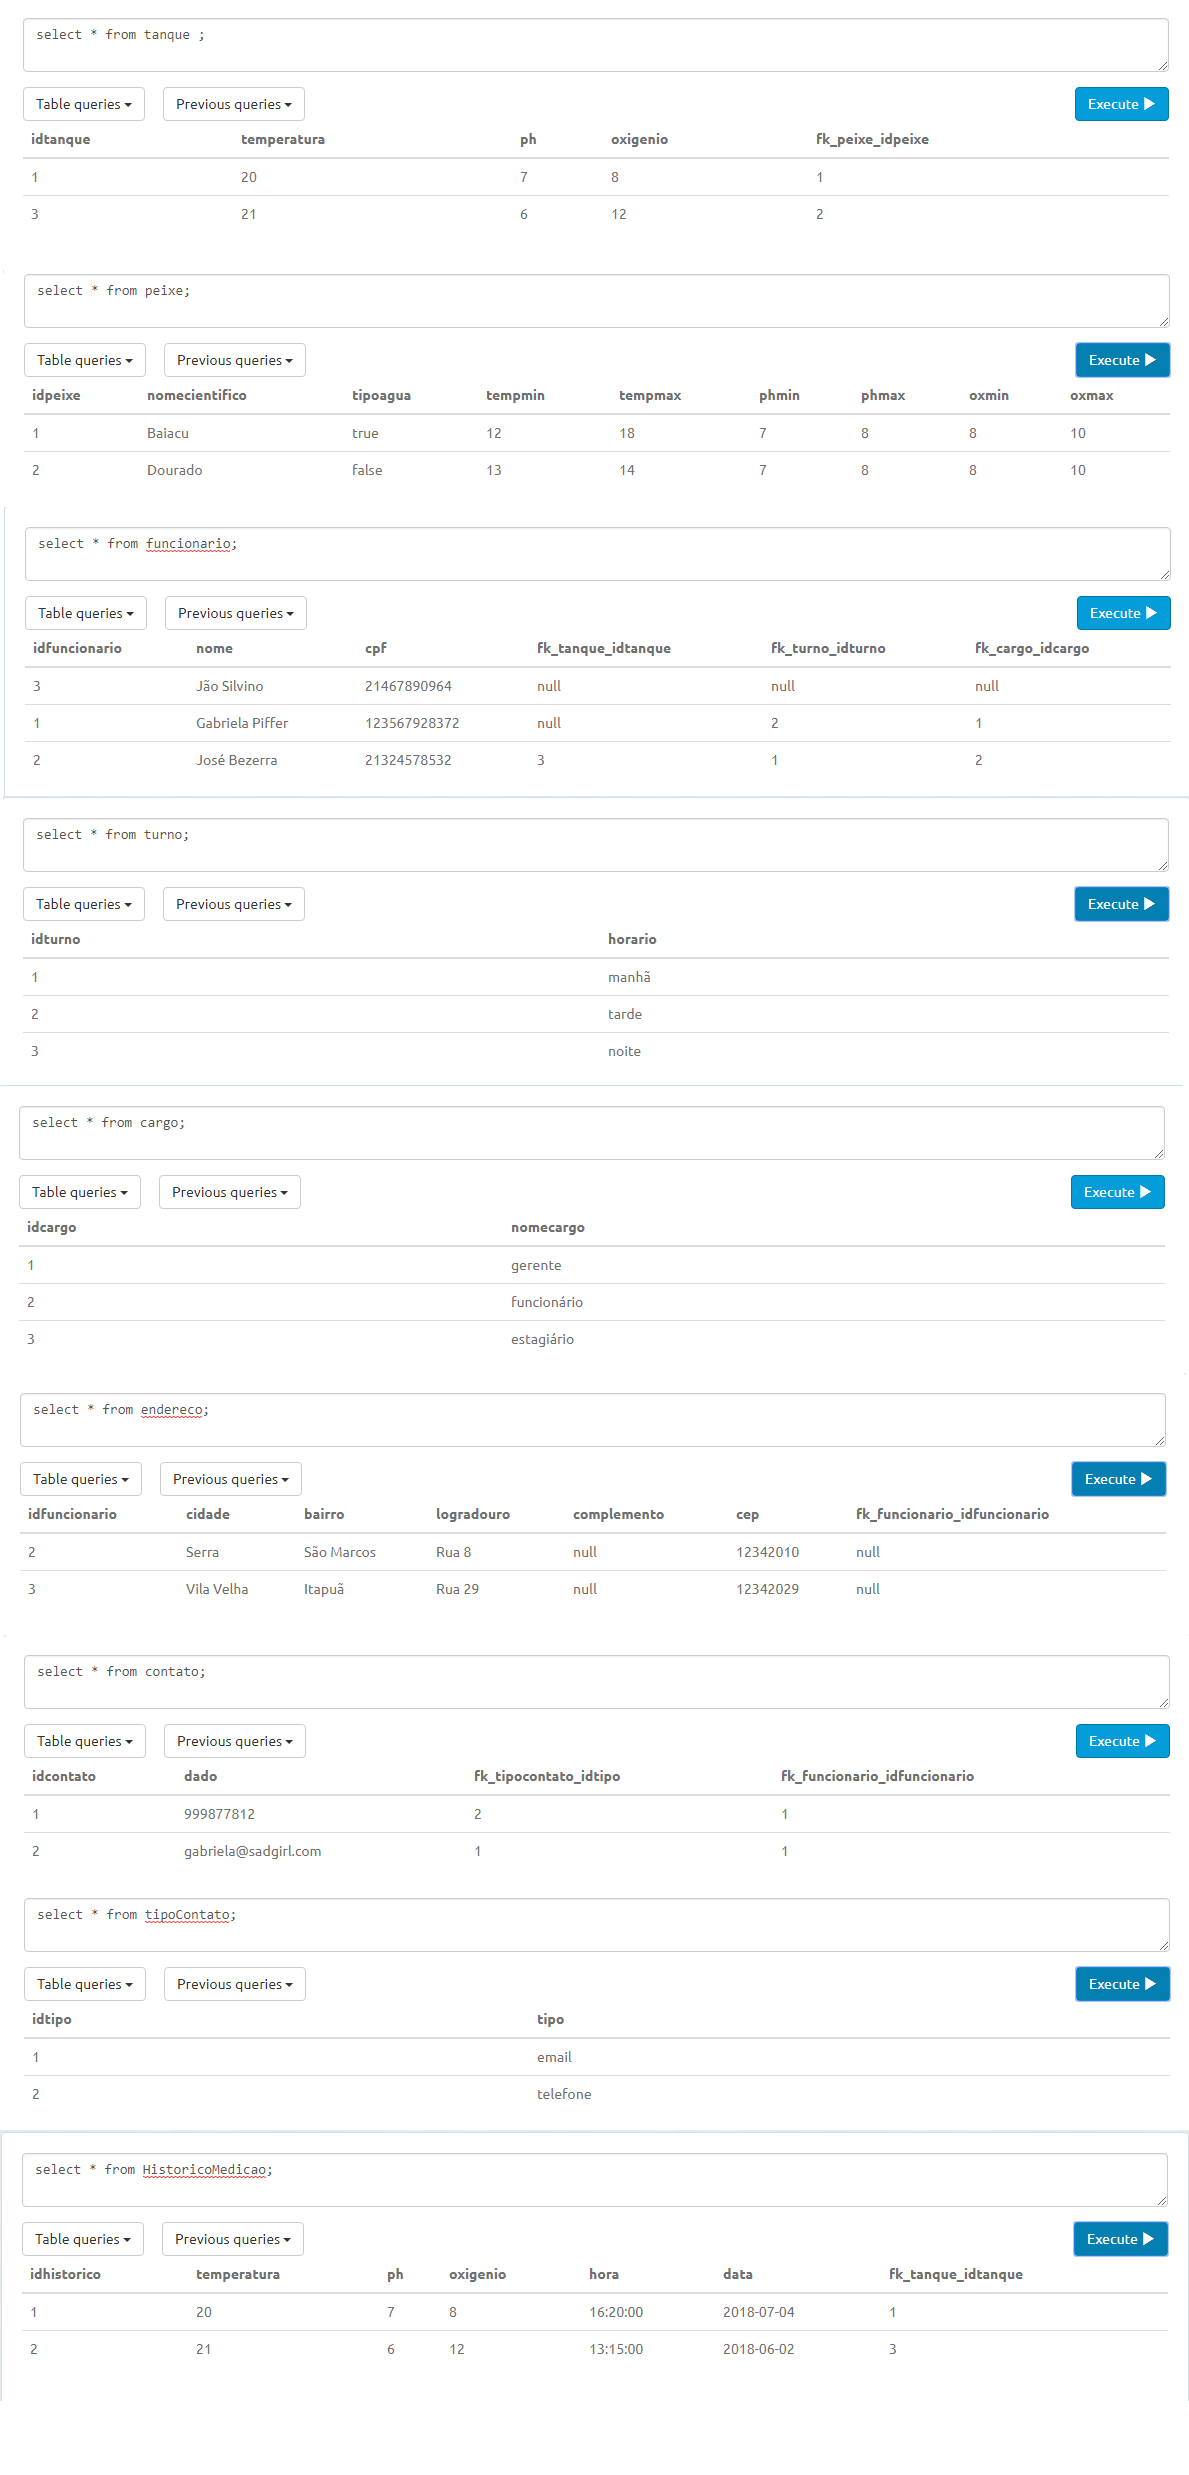 select * from tanque ;
Table queries Previous queries Execute
idtanque temperatura ph oxigenio fk_peixe_idpeixe
1 20 7 8 1
3 21 6 12 2
select * from peixe;
Table queries Previous queries Execute
idpeixe nomecientifico tipoagua tempmin tempmax phmin phmax oxmin oxmax
1 Baiacu true 12 18 7 8 8 10
2 Dourado false 13 14 7 8 8 10
select * from funcionario;
Table queries Previous queries Execute
idfuncionario nome cpf fk_tanque_idtanque fk_turno_idturno fk_cargo_idcargo
3 Jão Silvino 21467890964 null null null
1 Gabriela Piffer 123567928372 null 2 1
2 José Bezerra 21324578532 3 1 2
select * from turno;
Table queries Previous queries Execute
idturno horario
1 manhã
2 tarde
3 noite
select * from cargo;
Table queries Previous queries Execute
idcargo nomecargo
1 gerente
2 funcionário
3 estagiário
select * from endereco;
Table queries Previous queries Execute
idfuncionario cidade bairro logradouro complemento cep fk_funcionario_idfuncionario
2 Serra São Marcos Rua 8 null 12342010 null
3 Vila Velha Itapuã Rua 29 null 12342029 null
select * from contato;
Table queries Previous queries Execute
idcontato dado fk_tipocontato_idtipo fk_funcionario_idfuncionario
1 999877812 2 1
2 gabriela@sadgirl.com 1 1
select * from tipoContato;
Table queries Previous queries Execute
idtipo tipo
1 email
2 telefone
select * from HistoricoMedicao;
Table queries Previous queries Execute
idhistorico temperatura ph oxigenio hora data fk_tanque_idtanque
1 20 7 8 16:20:00 2018-07-04 1
2 21 6 12 13:15:00 2018-06-02 3